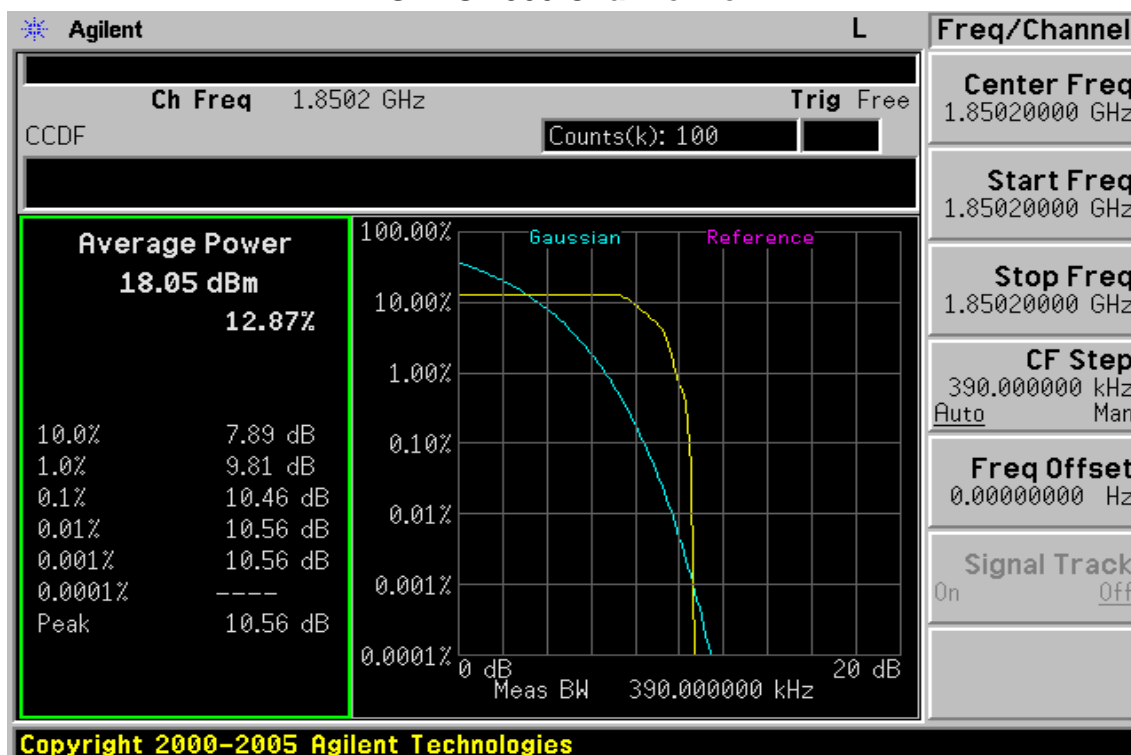 Agilent L
Ch Freq 1.8502 GHz Trig Free
CCDF Counts(k): 100
Average Power
18.05 dBm
12.87%
10.0% 7.89 dB
1.0% 9.81 dB
0.1% 10.46 dB
0.01% 10.56 dB
0.001% 10.56 dB
0.0001% ----
Peak 10.56 dB
Gaussian Reference
100.00%
10.00%
1.00%
0.10%
0.01%
0.001%
0.0001%
0 dB 20 dB
Meas BW 390.000000 kHz
Freq/Channel
Center Freq
1.85020000 GHz
Start Freq
1.85020000 GHz
Stop Freq
1.85020000 GHz
CF Step
390.000000 kHz
Auto Man
Freq Offset
0.00000000 Hz
Signal Track
On Off
Copyright 2000-2005 Agilent Technologies